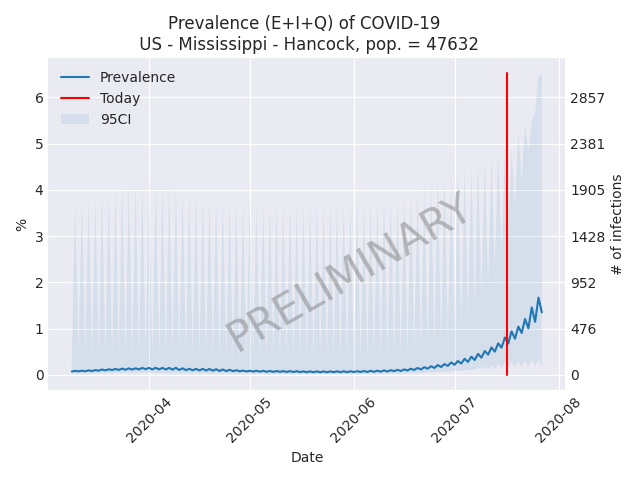 Prevalence (E+I+Q) of COVID-19
US - Mississippi - Hancock, pop. = 47632
Prevalence
Today
95CI
6
5
4
3
2
1
0
%
2857
2381
1905
1428
952
476
0
# of infections
PRELIMINARY
2020-04
2020-05
2020-06
2020-07
2020-08
Date